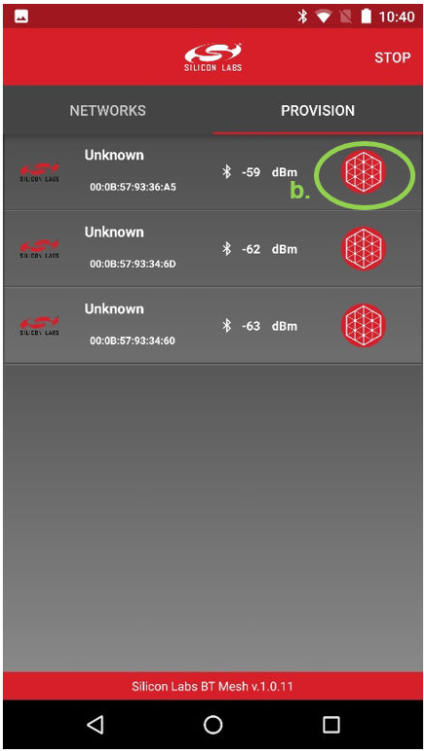 10:40
SILICON LABS
STOP
NETWORKS
PROVISION
Unknown
SILICON LABS
00:0B:57:93:36:A5
-59 dBm
b.
Unknown
SILICON LABS
00:0B:57:93:34:6D
-62 dBm
Unknown
SILICON LABS
00:0B:57:93:34:60
-63 dBm
Silicon Labs BT Mesh v.1.0.11